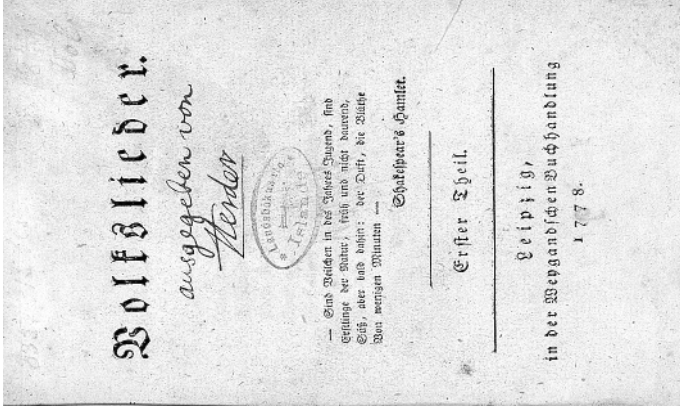 Volkslieder.
ausgegeben von
Herder
Landsbókasafn
Islands
— Sind Veilchen in des Jahres Jugend, sind
Erstlinge der Natur, früh und nicht daurend,
Süß, aber bald dahin: der Duft, die Blüthe
Von wenigen Minuten —
Shakespear's Hamlet.
Erster Theil.
Leipzig,
in der Weygandschen Buchhandlung
1778.